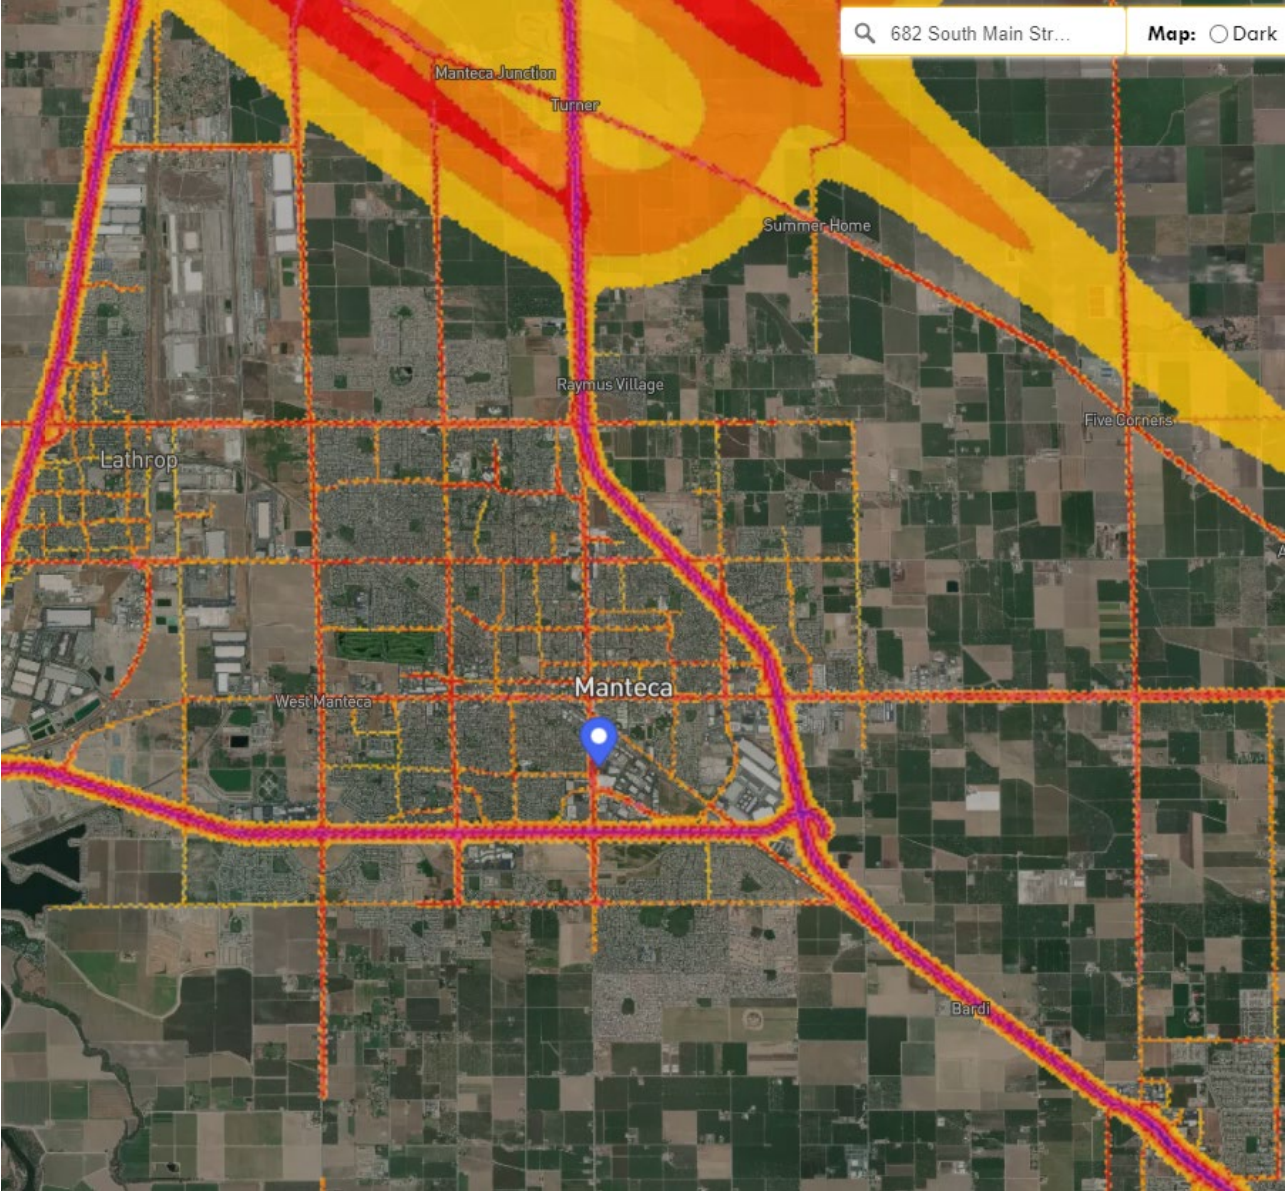 682 South Main Str...
Map: Dark
Manteca Junction
Turner
Summer Home
Raymus Village
Five Corners
Lathrop
Manteca
West Manteca
Bardi